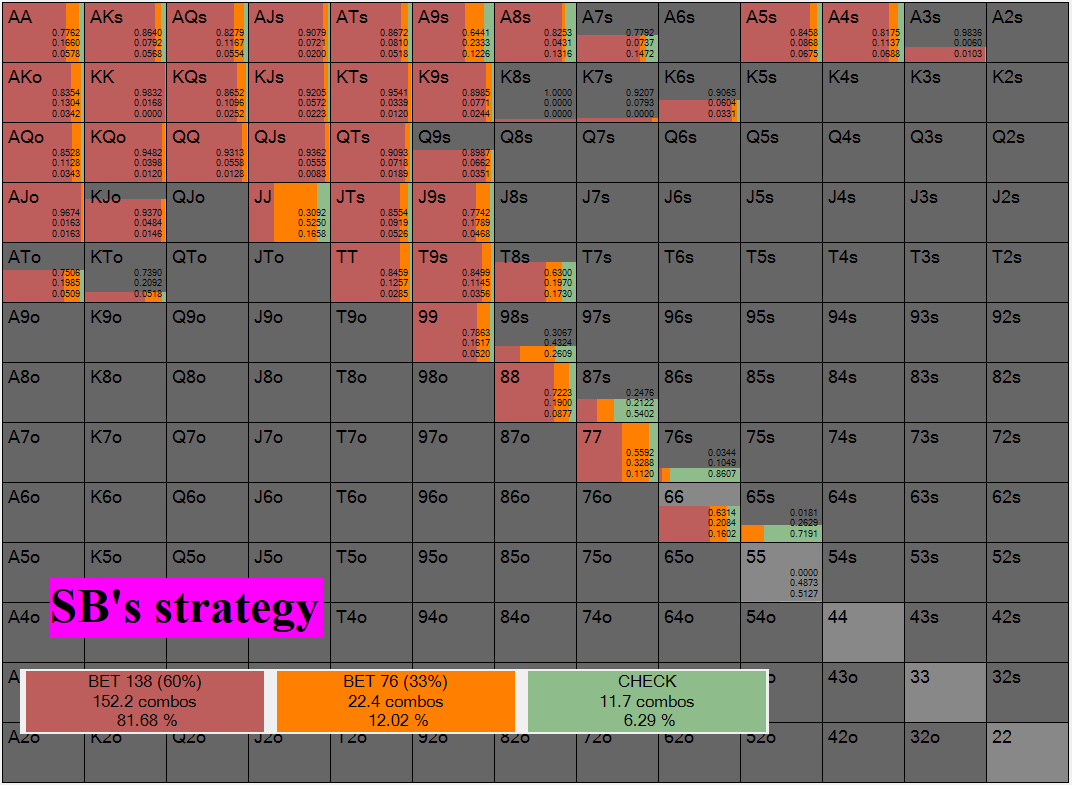 AA AKs AQs AJs ATs A9s A8s A7s A6s A5s A4s A3s A2s
0.7762 0.8640 0.8279 0.9079 0.8672 0.6441 0.8253 0.7792 0.8458 0.8175 0.9836
0.1660 0.0792 0.1167 0.0721 0.0810 0.2333 0.0431 0.0737 0.0868 0.1137 0.0060
0.0578 0.0568 0.0554 0.0200 0.0518 0.1226 0.1316 0.1472 0.0675 0.0688 0.0103
AKo KK KQs KJs KTs K9s K8s K7s K6s K5s K4s K3s K2s
0.8354 0.9832 0.8652 0.9205 0.9541 0.8985 1.0000 0.9207 0.9065
0.1304 0.0168 0.1096 0.0572 0.0339 0.0771 0.0000 0.0793 0.0604
0.0342 0.0000 0.0252 0.0223 0.0120 0.0244 0.0000 0.0000 0.0331
AQo KQo QQ QJs QTs Q9s Q8s Q7s Q6s Q5s Q4s Q3s Q2s
0.8528 0.9482 0.9313 0.9362 0.9093 0.8987
0.1128 0.0398 0.0558 0.0555 0.0718 0.0662
0.0343 0.0120 0.0128 0.0083 0.0189 0.0351
AJo KJo QJo JJ JTs J9s J8s J7s J6s J5s J4s J3s J2s
0.9674 0.9370 0.3092 0.8554 0.7742
0.0163 0.0484 0.5250 0.0919 0.1789
0.0163 0.0146 0.1658 0.0526 0.0468
ATo KTo QTo JTo TT T9s T8s T7s T6s T5s T4s T3s T2s
0.7506 0.7390 0.8459 0.8499 0.6300
0.1985 0.2092 0.1257 0.1145 0.1970
0.0509 0.0518 0.0285 0.0356 0.1730
A9o K9o Q9o J9o T9o 99 98s 97s 96s 95s 94s 93s 92s
0.7863 0.3067
0.1617 0.4324
0.0520 0.2609
A8o K8o Q8o J8o T8o 98o 88 87s 86s 85s 84s 83s 82s
0.7223 0.2476
0.1900 0.2122
0.0877 0.5402
A7o K7o Q7o J7o T7o 97o 87o 77 76s 75s 74s 73s 72s
0.5592 0.0344
0.3288 0.1049
0.1120 0.8607
A6o K6o Q6o J6o T6o 96o 86o 76o 66 65s 64s 63s 62s
0.6314 0.0181
0.2084 0.2629
0.1602 0.7191
A5o K5o Q5o J5o T5o 95o 85o 75o 65o 55 54s 53s 52s
0.0000
0.4873
0.5127
A4o SB's strategy T4o 94o 84o 74o 64o 54o 44 43s 42s
43o 33 32s
BET 138 (60%) BET 76 (33%) CHECK
152.2 combos 22.4 combos 11.7 combos
81.68 % 12.02 % 6.29 %
A2o K2o Q2o J2o T2o 92o 82o 72o 62o 52o 42o 32o 22